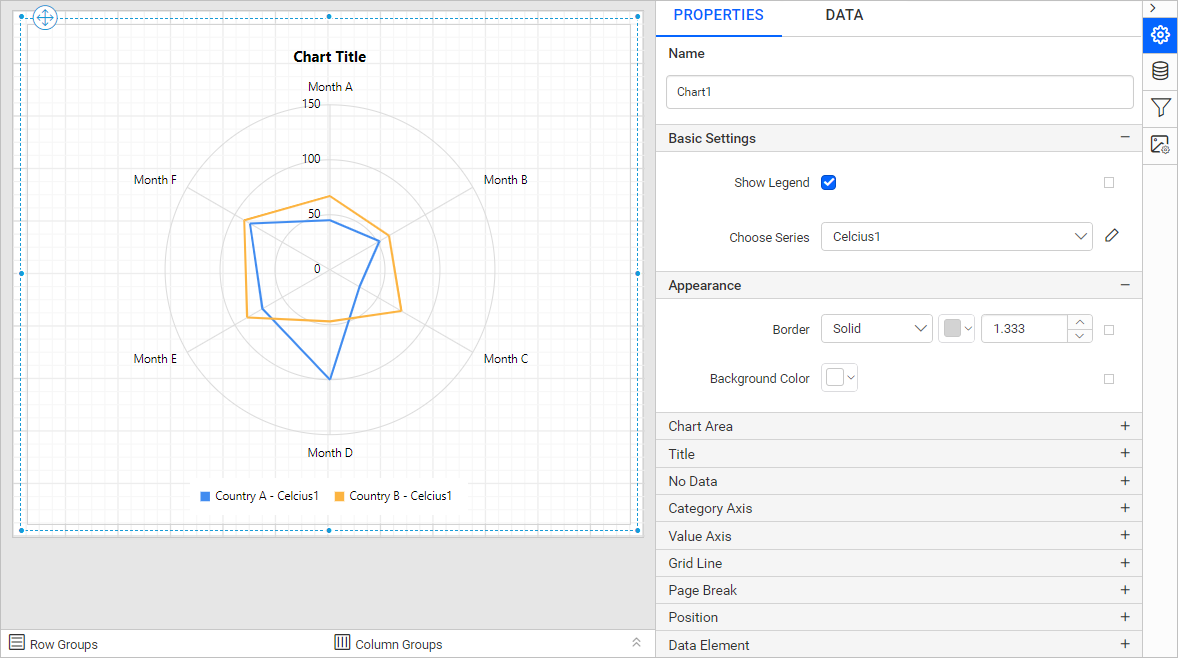 Chart Title
Month A
150
100
50
0
Month F
Month B
Month E
Month C
Month D
Country A - Celcius1
Country B - Celcius1
Row Groups
Column Groups
PROPERTIES
DATA
Name
Chart1
Basic Settings
Show Legend
Choose Series
Celcius1
Appearance
Border
Solid
1.333
Background Color
Chart Area
Title
No Data
Category Axis
Value Axis
Grid Line
Page Break
Position
Data Element